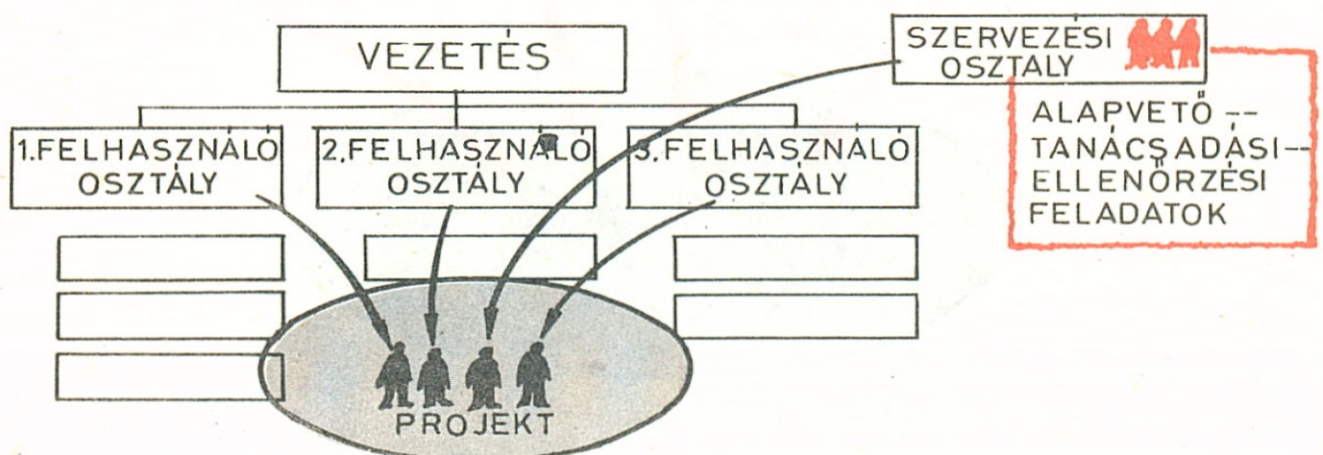 VEZETÉS
SZERVEZÉSI
OSZTÁLY
1.FELHASZNÁLÓ
OSZTÁLY
2.FELHASZNÁLÓ
OSZTÁLY
3.FELHASZNÁLÓ
OSZTÁLY
ALAPVETŐ --
TANÁCSADÁSI--
ELLENŐRZÉSI
FELADATOK
PROJEKT